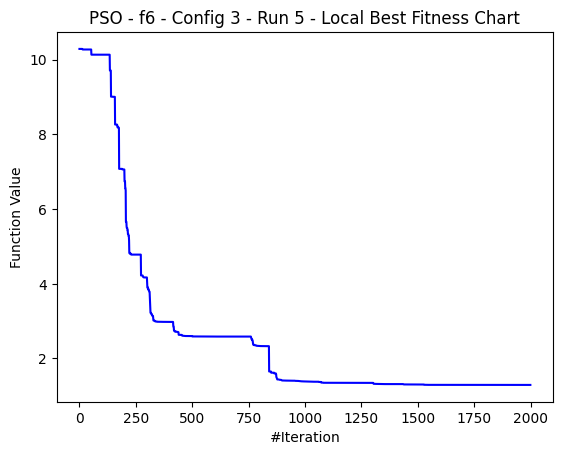 PSO - f6 - Config 3 - Run 5 - Local Best Fitness Chart
10
8
6
4
2
Function Value
0 250 500 750 1000 1250 1500 1750 2000
#Iteration